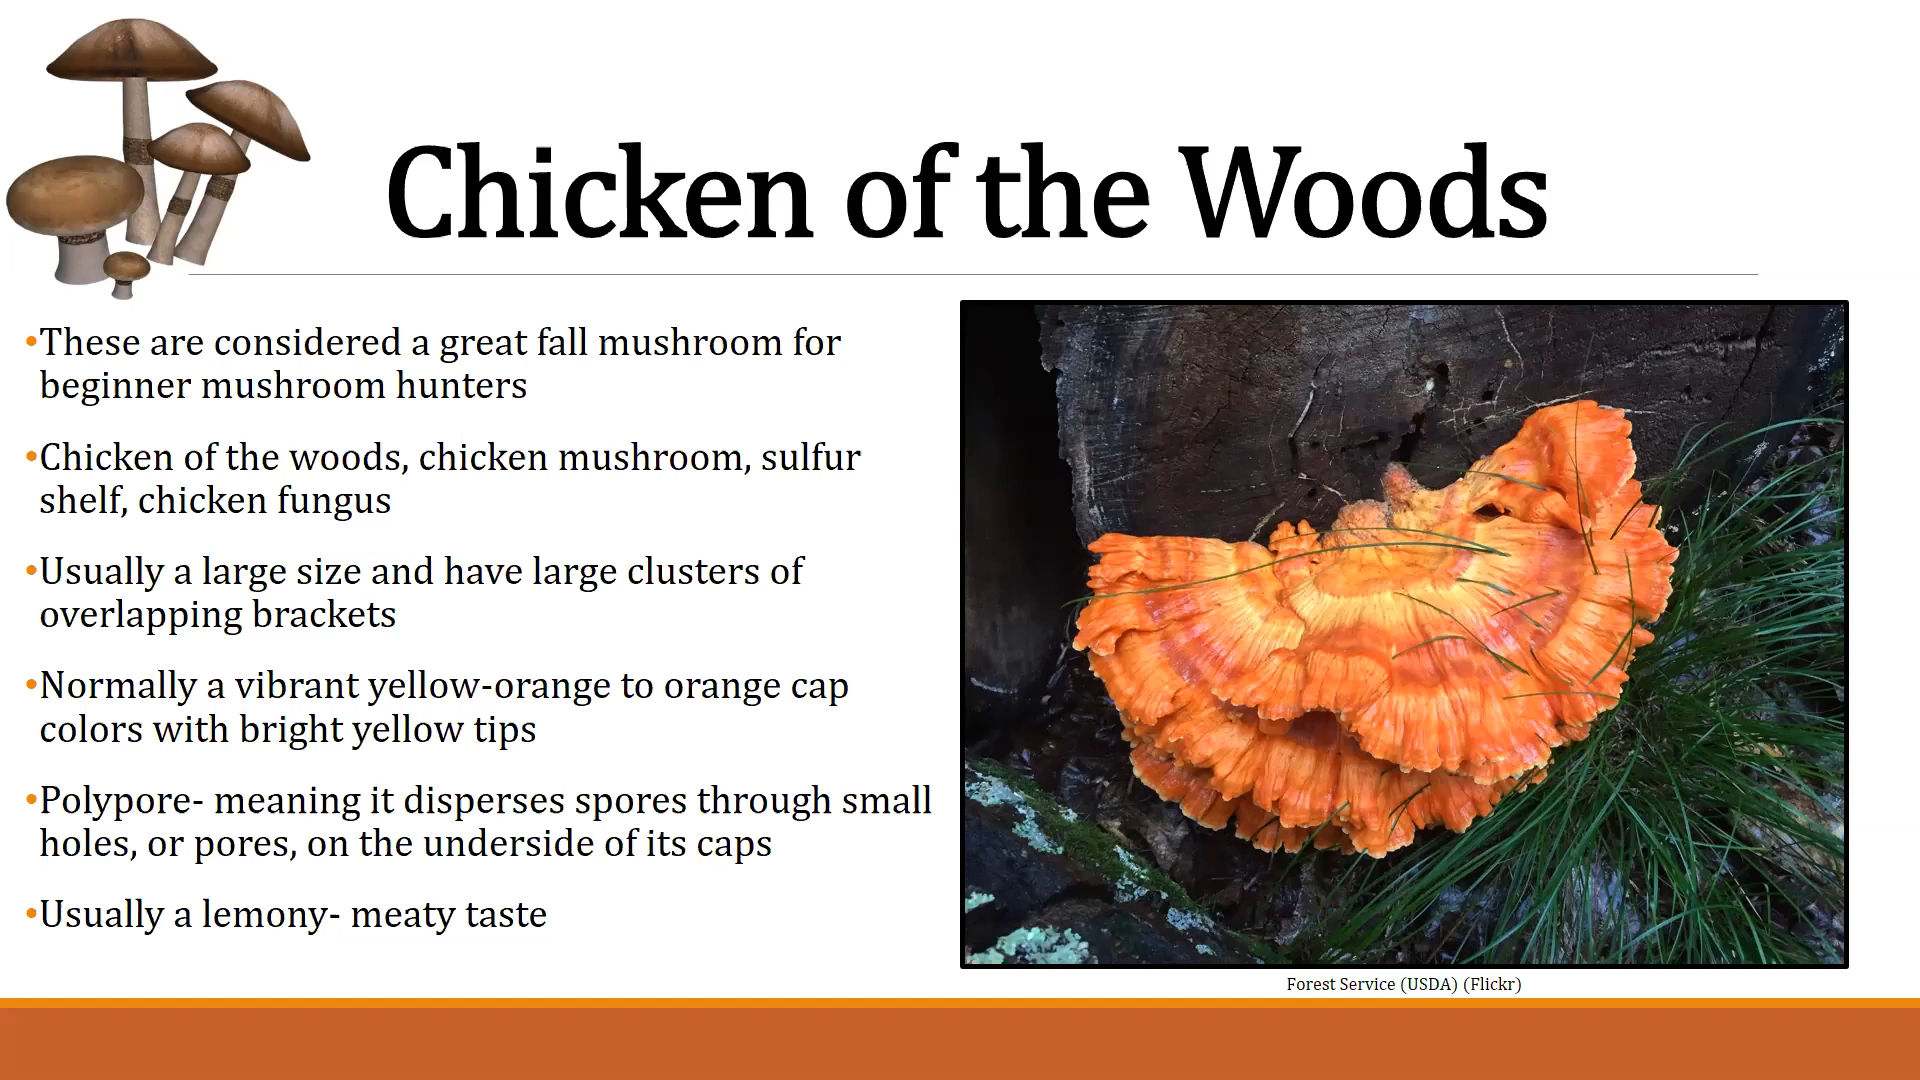 Chicken of the Woods
•These are considered a great fall mushroom for
beginner mushroom hunters
•Chicken of the woods, chicken mushroom, sulfur
shelf, chicken fungus
•Usually a large size and have large clusters of
overlapping brackets
•Normally a vibrant yellow-orange to orange cap
colors with bright yellow tips
•Polypore- meaning it disperses spores through small
holes, or pores, on the underside of its caps
•Usually a lemony- meaty taste
Forest Service (USDA) (Flickr)